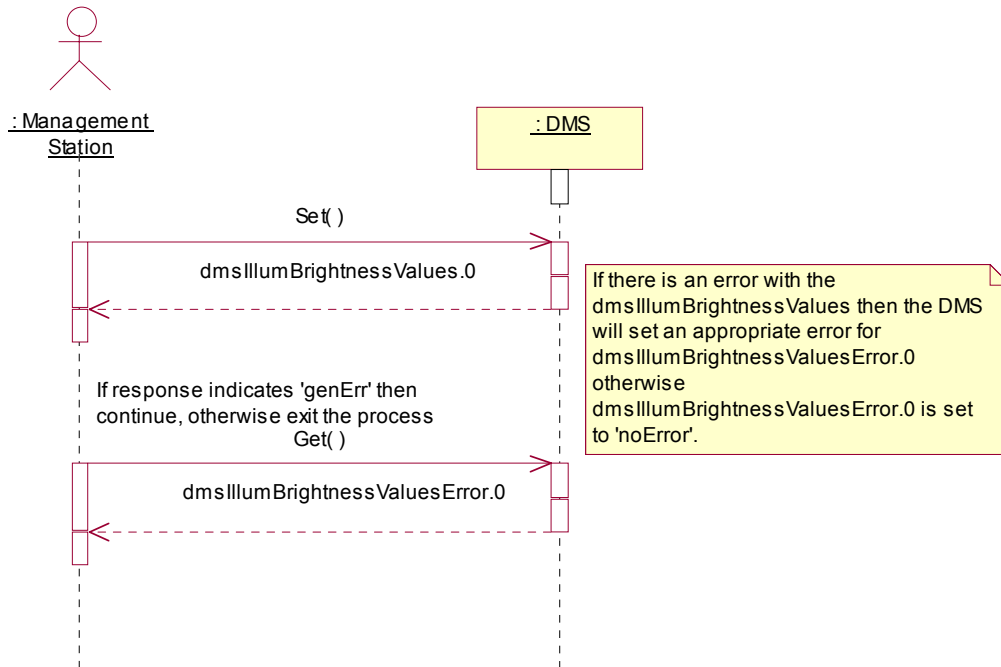 : Management
Station
: DMS
Set( )
dmsIllumBrightnessValues.0
If there is an error with the
dmsIllumBrightnessValues then the DMS
will set an appropriate error for
dmsIllumBrightnessValuesError.0
otherwise
dmsIllumBrightnessValuesError.0 is set
to 'noError'.
If response indicates 'genErr' then
continue, otherwise exit the process
Get( )
dmsIllumBrightnessValuesError.0